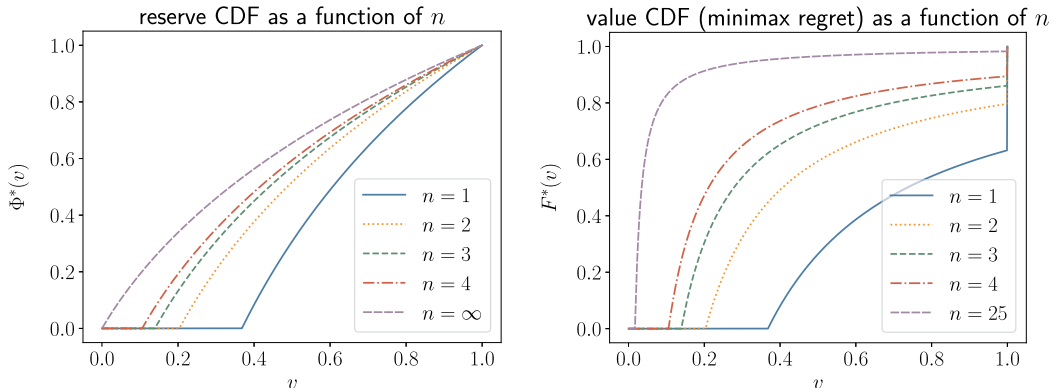 reserve CDF as a function of n
1.0
0.8
0.6
0.4
0.2
0.0
Φ*(v)
0.0 0.2 0.4 0.6 0.8 1.0
v
n = 1
n = 2
n = 3
n = 4
n = ∞
value CDF (minimax regret) as a function of n
1.0
0.8
0.6
0.4
0.2
0.0
F*(v)
0.0 0.2 0.4 0.6 0.8 1.0
v
n = 1
n = 2
n = 3
n = 4
n = 25